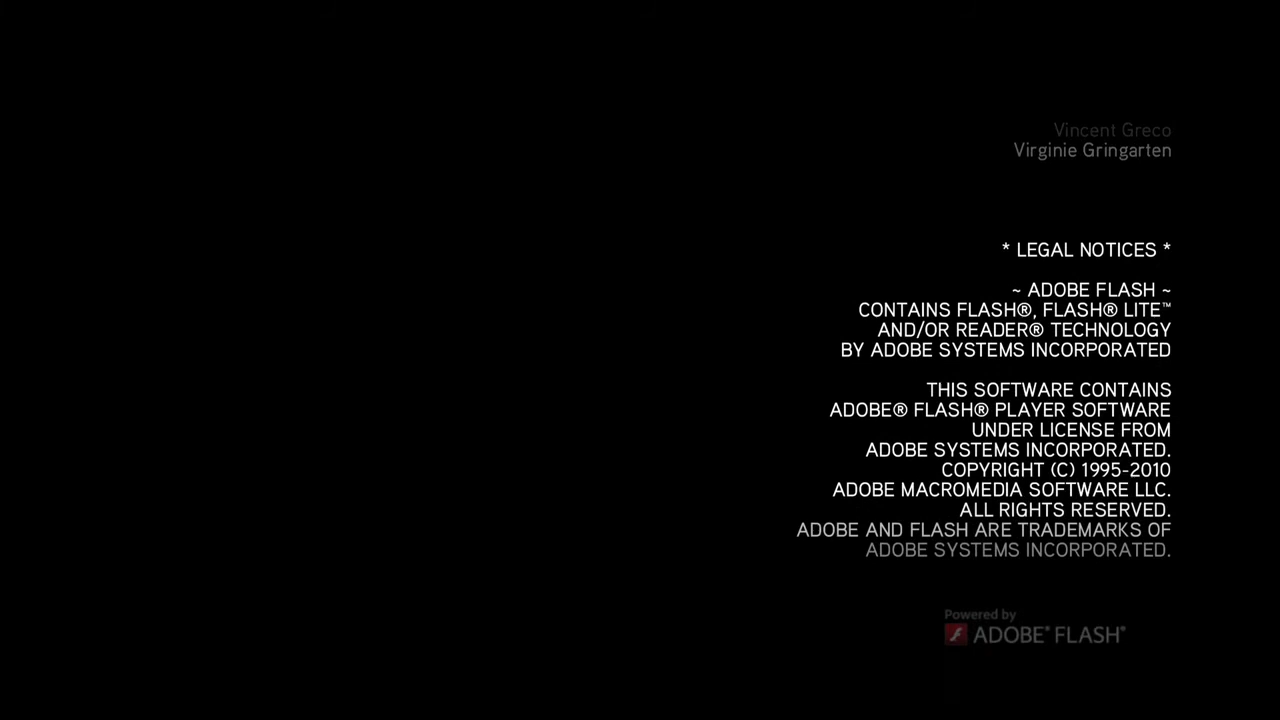 Vincent Greco
Virginie Gringarten
* LEGAL NOTICES *
~ ADOBE FLASH ~
CONTAINS FLASH®, FLASH® LITE™
AND/OR READER® TECHNOLOGY
BY ADOBE SYSTEMS INCORPORATED
THIS SOFTWARE CONTAINS
ADOBE® FLASH® PLAYER SOFTWARE
UNDER LICENSE FROM
ADOBE SYSTEMS INCORPORATED.
COPYRIGHT (C) 1995-2010
ADOBE MACROMEDIA SOFTWARE LLC.
ALL RIGHTS RESERVED.
ADOBE AND FLASH ARE TRADEMARKS OF
ADOBE SYSTEMS INCORPORATED.
Powered by
ADOBE® FLASH®